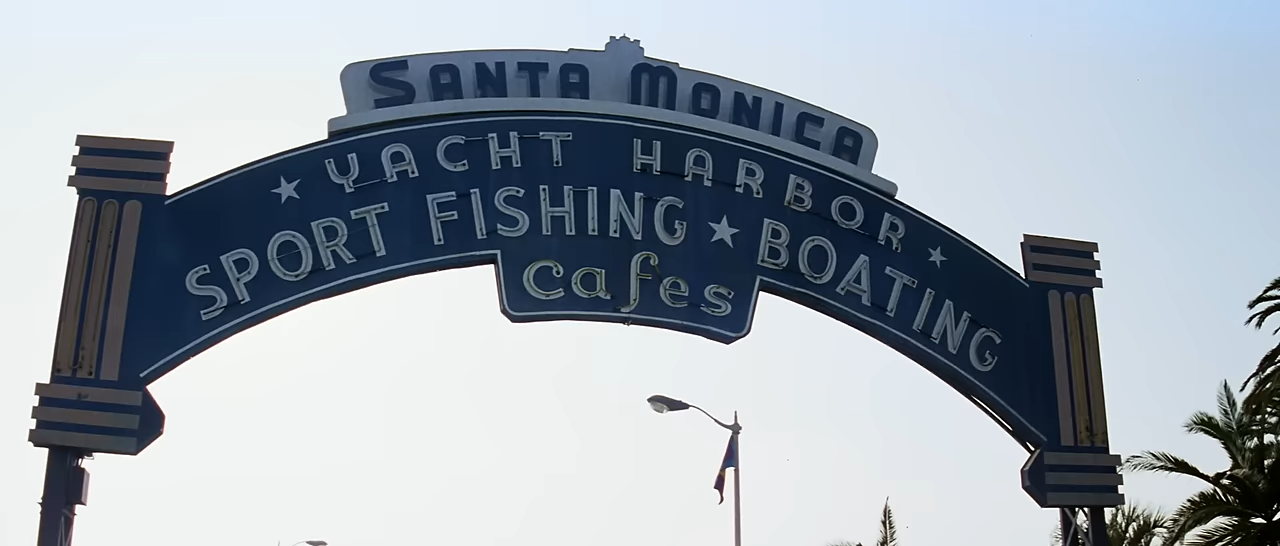 SANTA MONICA
YACHT HARBOR
SPORT FISHING BOATING
cafes